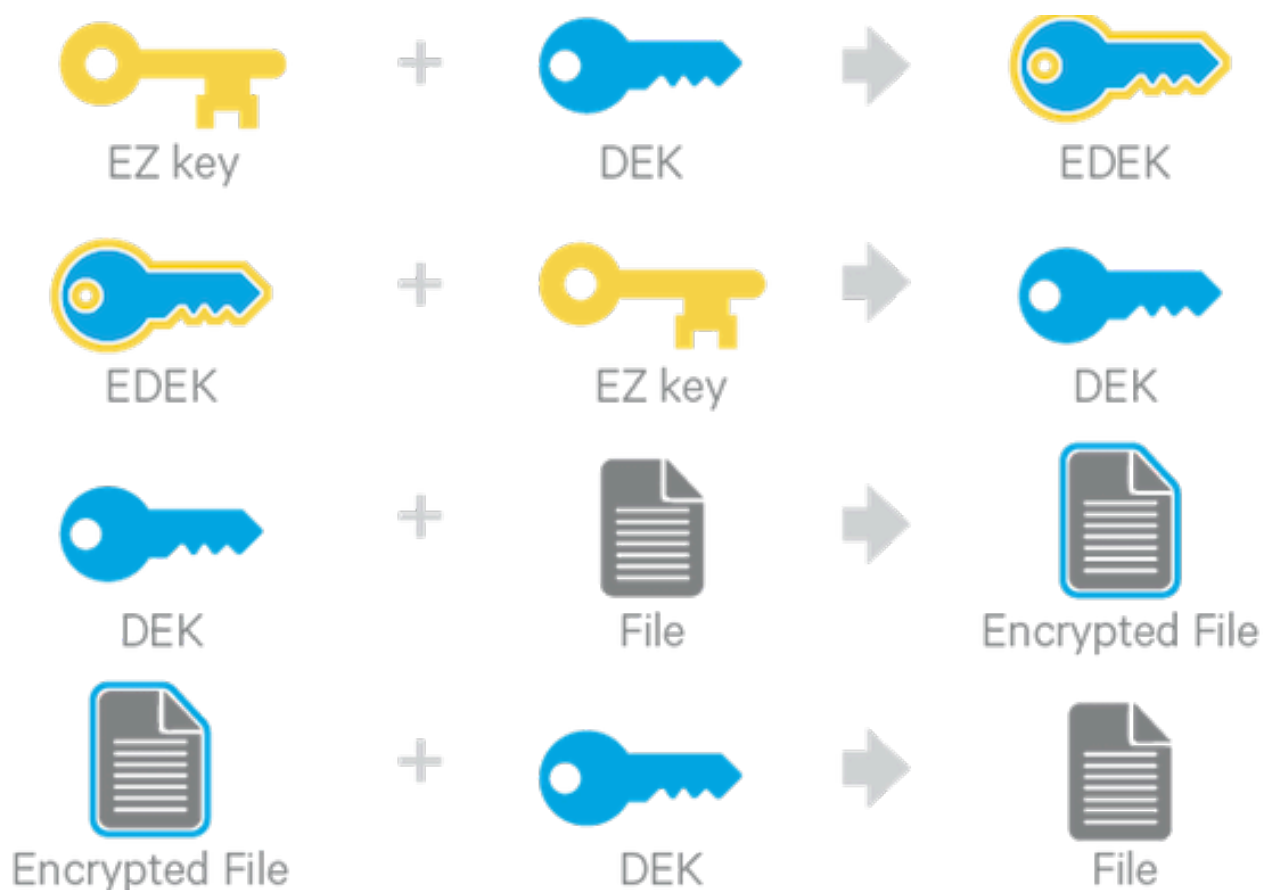 EZ key + DEK EDEK
EDEK + EZ key DEK
DEK + File Encrypted File
Encrypted File + DEK File